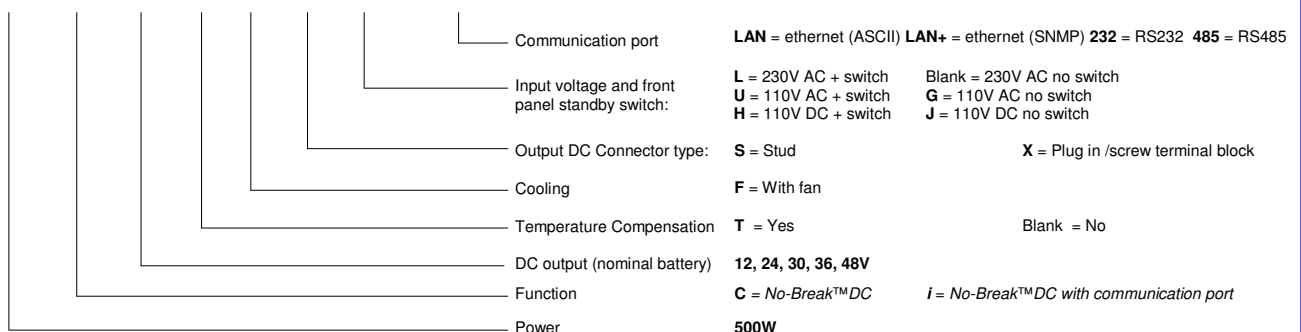 Communication port LAN = ethernet (ASCII) LAN+ = ethernet (SNMP) 232 = RS232 485 = RS485
Input voltage and front
panel standby switch:
L = 230V AC + switch Blank = 230V AC no switch
U = 110V AC + switch G = 110V AC no switch
H = 110V DC + switch J = 110V DC no switch
Output DC Connector type: S = Stud X = Plug in /screw terminal block
Cooling F = With fan
Temperature Compensation T = Yes Blank = No
DC output (nominal battery) 12, 24, 30, 36, 48V
Function C = No-Break™DC i = No-Break™DC with communication port
Power 500W